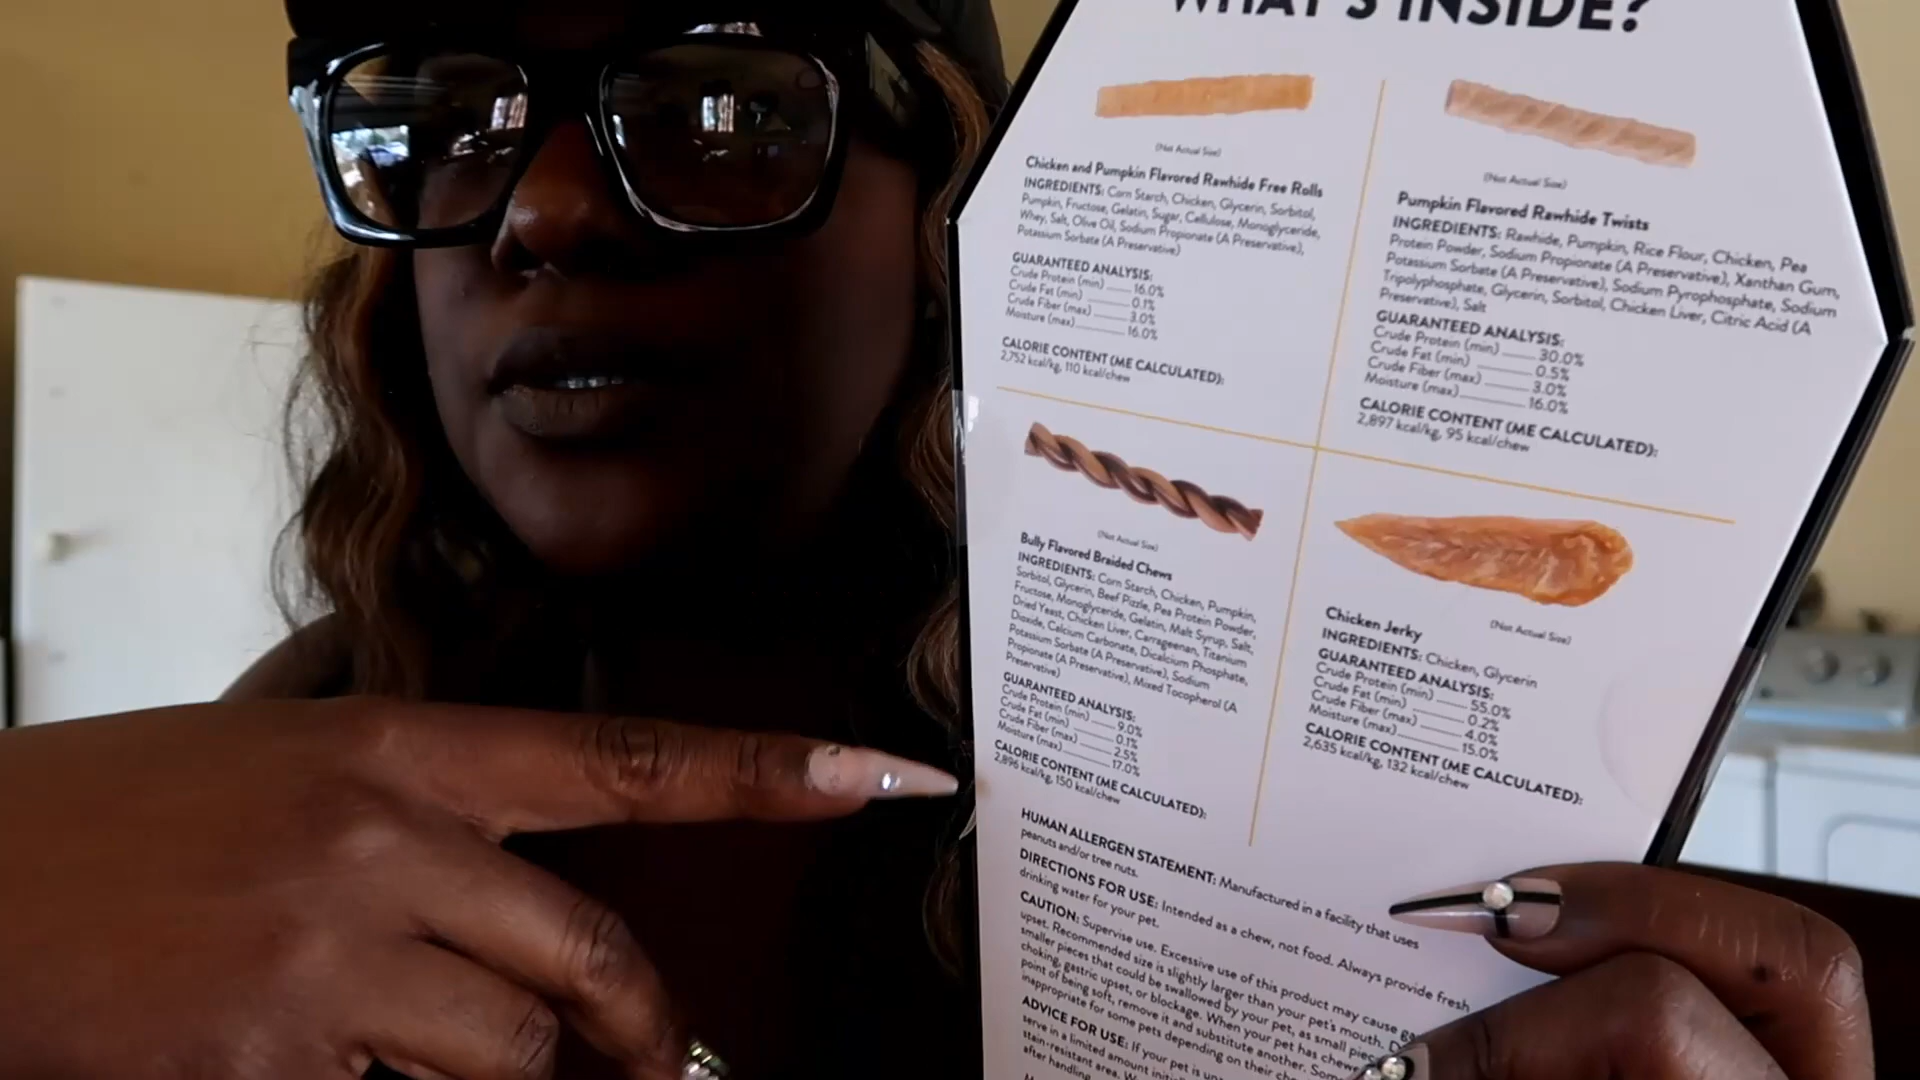 WHAT'S INSIDE?
(Not Actual Size)
Chicken and Pumpkin Flavored Rawhide Free Rolls
INGREDIENTS: Corn Starch, Chicken, Glycerin, Sorbitol,
Pumpkin, Fructose, Gelatin, Sugar, Cellulose, Monoglyceride,
Whey, Salt, Olive Oil, Sodium Propionate (A Preservative),
Potassium Sorbate (A Preservative)
GUARANTEED ANALYSIS:
Crude Protein (min) 16.0%
Crude Fat (min) 0.1%
Crude Fiber (max) 3.0%
Moisture (max) 16.0%
CALORIE CONTENT (ME CALCULATED):
2,752 kcal/kg, 110 kcal/chew
(Not Actual Size)
Pumpkin Flavored Rawhide Twists
INGREDIENTS: Rawhide, Pumpkin, Rice Flour, Chicken, Pea
Protein Powder, Sodium Propionate (A Preservative), Xanthan Gum,
Potassium Sorbate (A Preservative), Sodium Pyrophosphate, Sodium
Tripolyphosphate, Glycerin, Sorbitol, Chicken Liver, Citric Acid (A
Preservative), Salt
GUARANTEED ANALYSIS:
Crude Protein (min) 30.0%
Crude Fat (min) 0.5%
Crude Fiber (max) 3.0%
Moisture (max) 16.0%
CALORIE CONTENT (ME CALCULATED):
2,897 kcal/kg, 95 kcal/chew
(Not Actual Size)
Bully Flavored Braided Chews
INGREDIENTS: Corn Starch, Chicken, Pumpkin,
Sorbitol, Glycerin, Beef Pizzle, Pea Protein Powder,
Fructose, Monoglyceride, Gelatin, Malt Syrup, Salt,
Dried Yeast, Chicken Liver, Carrageenan, Titanium
Dioxide, Calcium Carbonate, Dicalcium Phosphate,
Potassium Sorbate (A Preservative), Sodium
Propionate (A Preservative), Mixed Tocopherol (A
Preservative)
GUARANTEED ANALYSIS:
Crude Protein (min) 9.0%
Crude Fat (min) 0.1%
Crude Fiber (max) 2.5%
Moisture (max) 17.0%
CALORIE CONTENT (ME CALCULATED):
2,896 kcal/kg, 150 kcal/chew
(Not Actual Size)
Chicken Jerky
INGREDIENTS: Chicken, Glycerin
GUARANTEED ANALYSIS:
Crude Protein (min) 55.0%
Crude Fat (min) 0.2%
Crude Fiber (max) 4.0%
Moisture (max) 15.0%
CALORIE CONTENT (ME CALCULATED):
2,635 kcal/kg, 132 kcal/chew
HUMAN ALLERGEN STATEMENT: Manufactured in a facility that uses
peanuts and/or tree nuts.
DIRECTIONS FOR USE: Intended as a chew, not food. Always provide fresh
drinking water for your pet.
CAUTION: Supervise use. Excessive use of this product may cause
upset. Recommended size is slightly larger than your pet's mouth.
smaller pieces that could be swallowed by your pet, as small
choking, gastric upset, or blockage. When your pet has
point of being soft, remove it and substitute another.
inappropriate for some pets depending on their
ADVICE FOR USE: If your pet is
serve in a limited amount
stain-resistant area.
after handling